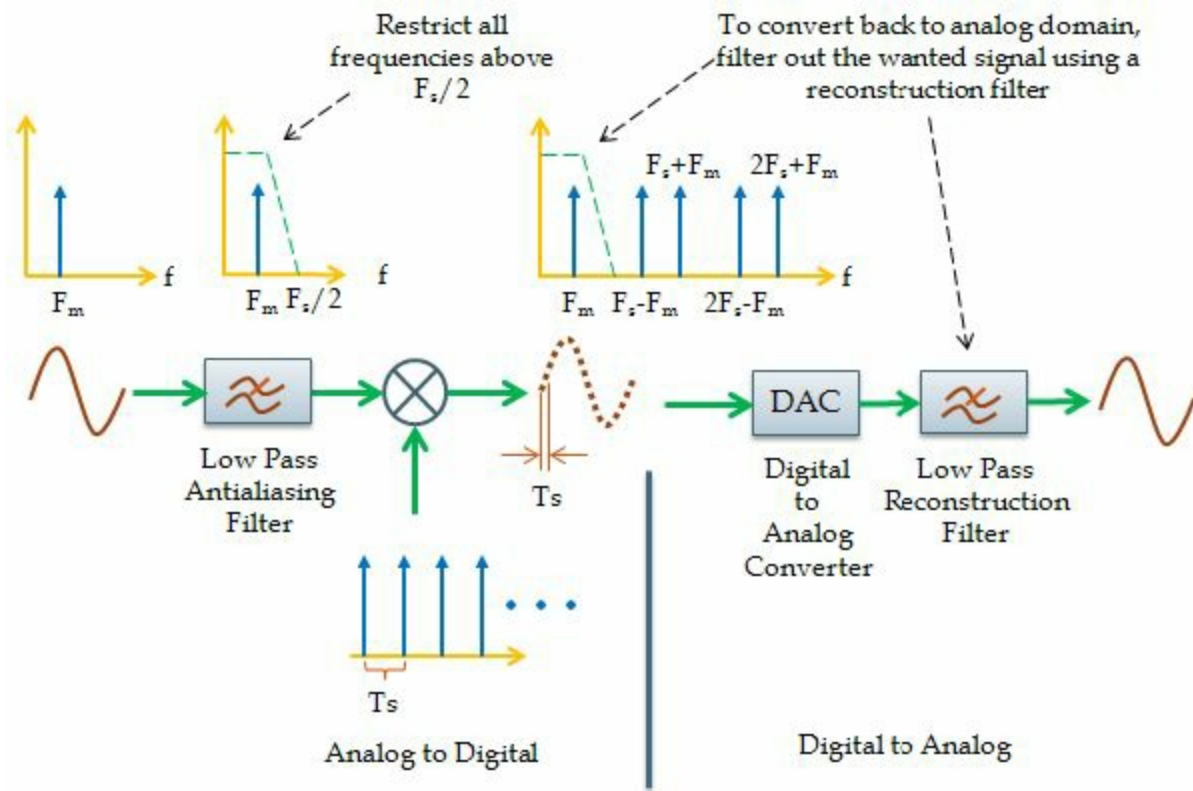 Restrict all
frequencies above
Fₛ/2
To convert back to analog domain,
filter out the wanted signal using a
reconstruction filter
f
Fₘ
f
Fₘ Fₛ/2
Fₛ+Fₘ 2Fₛ+Fₘ
f
Fₘ Fₛ-Fₘ 2Fₛ-Fₘ
Low Pass
Antialiasing
Filter
Ts
DAC
Digital
to
Analog
Converter
Low Pass
Reconstruction
Filter
Ts
Analog to Digital
Digital to Analog